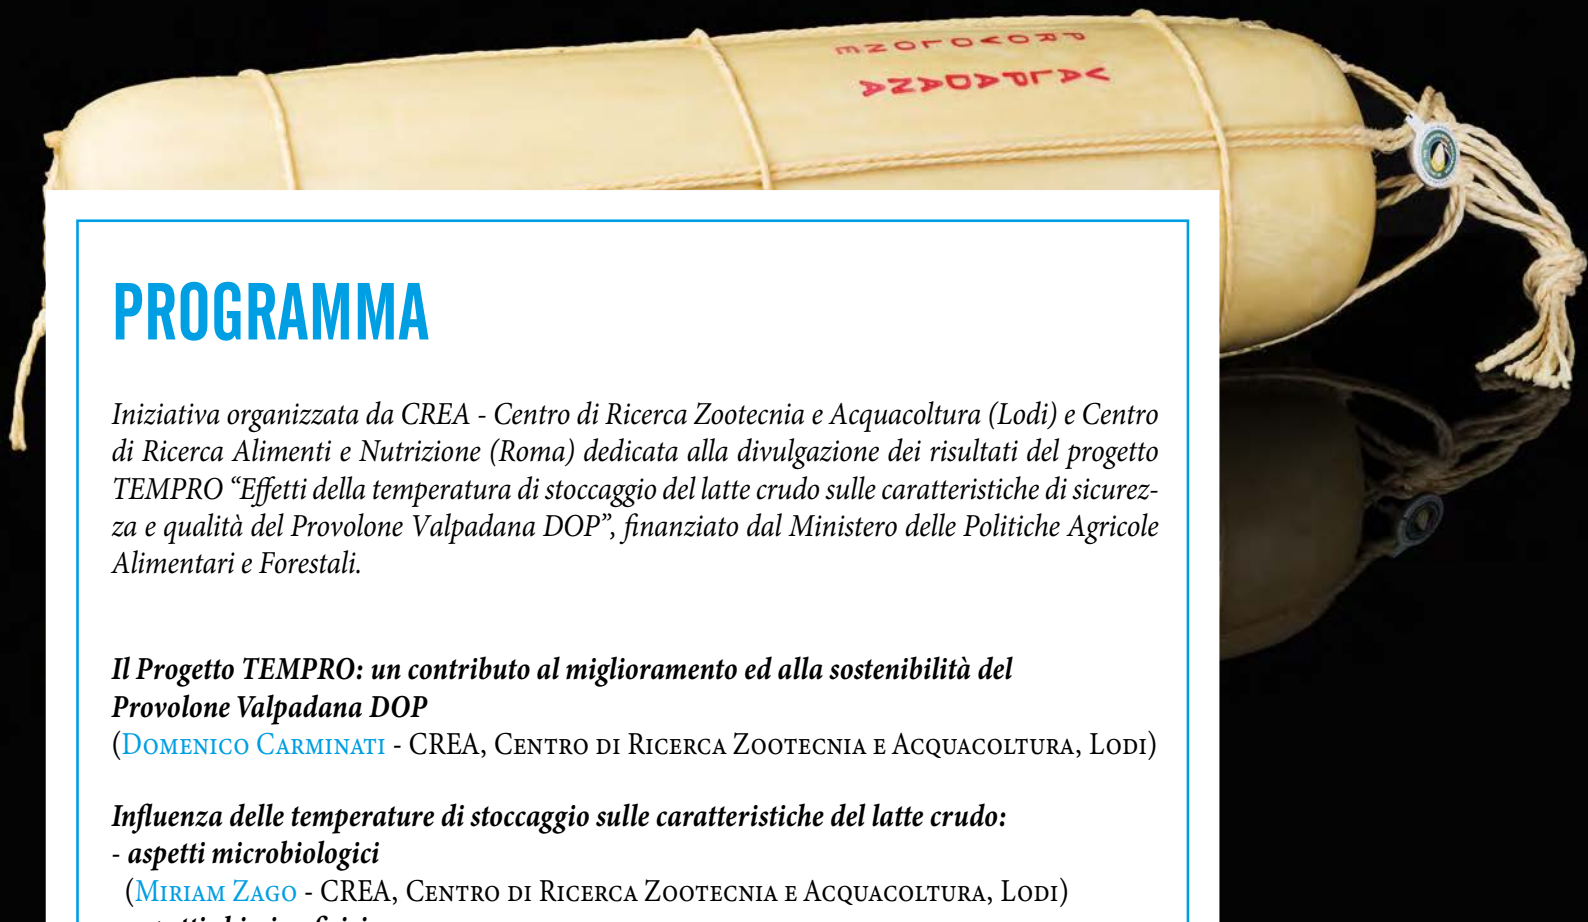 PROVOLONE
VALPADANA
PROGRAMMA
Iniziativa organizzata da CREA - Centro di Ricerca Zootecnia e Acquacoltura (Lodi) e Centro
di Ricerca Alimenti e Nutrizione (Roma) dedicata alla divulgazione dei risultati del progetto
TEMPRO “Effetti della temperatura di stoccaggio del latte crudo sulle caratteristiche di sicurez-
za e qualità del Provolone Valpadana DOP”, finanziato dal Ministero delle Politiche Agricole
Alimentari e Forestali.
Il Progetto TEMPRO: un contributo al miglioramento ed alla sostenibilità del
Provolone Valpadana DOP
(Domenico Carminati - CREA, Centro di Ricerca Zootecnia e Acquacoltura, Lodi)
Influenza delle temperature di stoccaggio sulle caratteristiche del latte crudo:
- aspetti microbiologici
(Miriam Zago - CREA, Centro di Ricerca Zootecnia e Acquacoltura, Lodi)